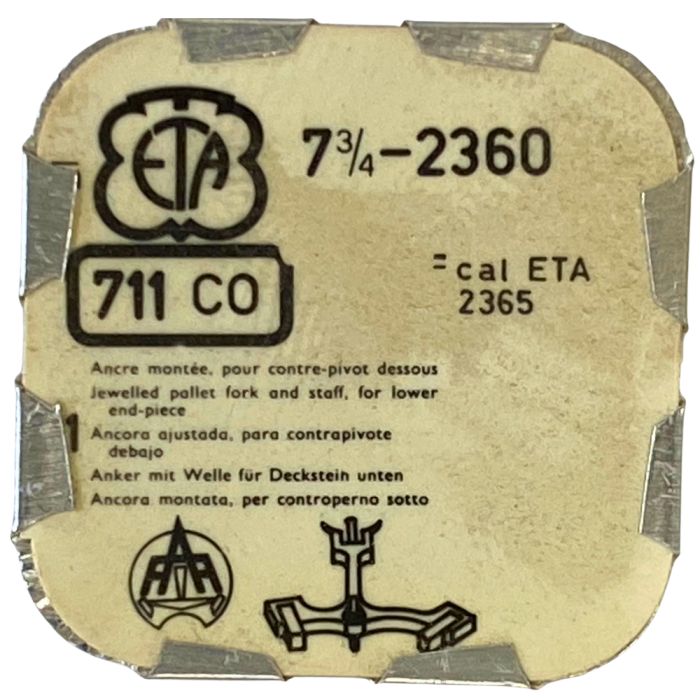 ETA
7¾-2360
711 CO
= cal ETA
2365
Ancre montée, pour contre-pivot dessous
Jewelled pallet fork and staff, for lower
end-piece
1
Ancora ajustada, para contrapivote
debajo
Anker mit Welle für Deckstein unten
Ancora montata, per controperno sotto